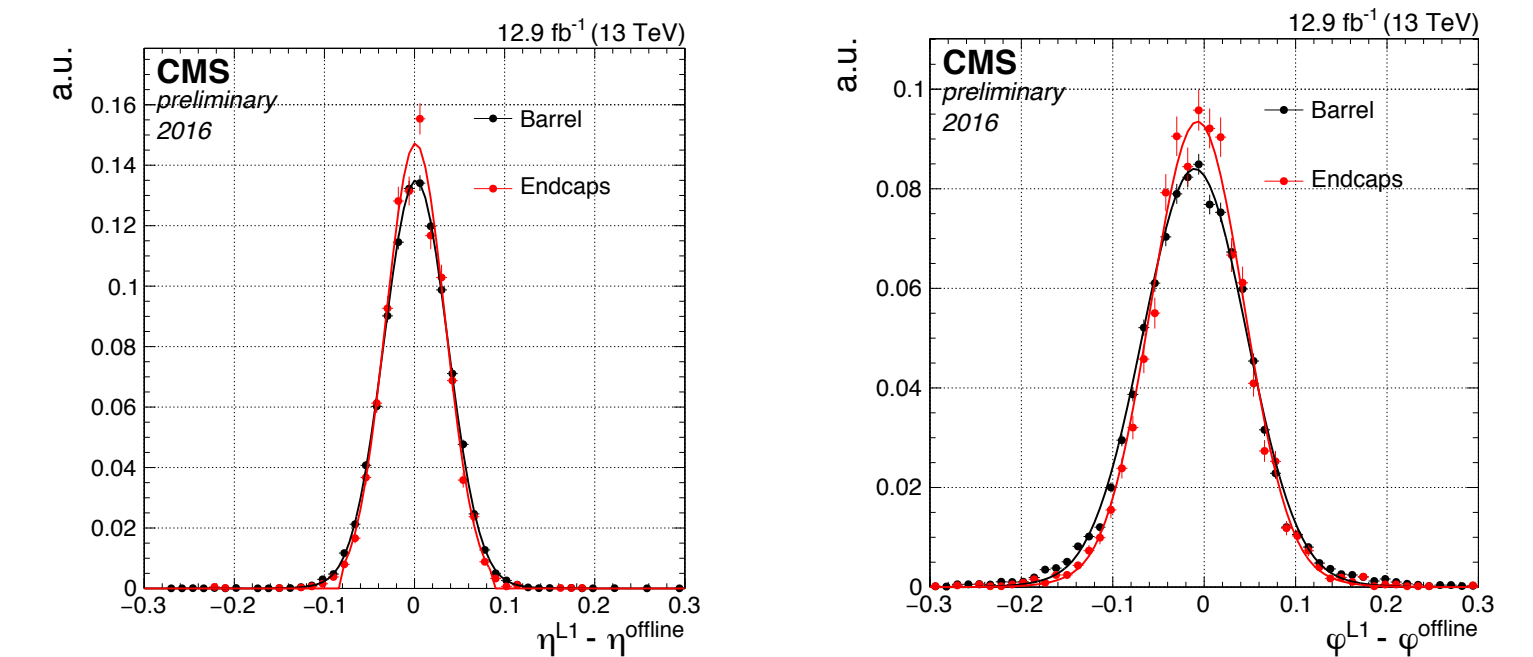 12.9 fb-1 (13 TeV)
a.u.
CMS
preliminary
2016
Barrel
Endcaps
0.16
0.14
0.12
0.1
0.08
0.06
0.04
0.02
0
−0.3 −0.2 −0.1 0 0.1 0.2 0.3
ηL1 - ηoffline
12.9 fb-1 (13 TeV)
a.u.
CMS
preliminary
2016
Barrel
Endcaps
0.1
0.08
0.06
0.04
0.02
0
−0.3 −0.2 −0.1 0 0.1 0.2 0.3
φL1 - φoffline